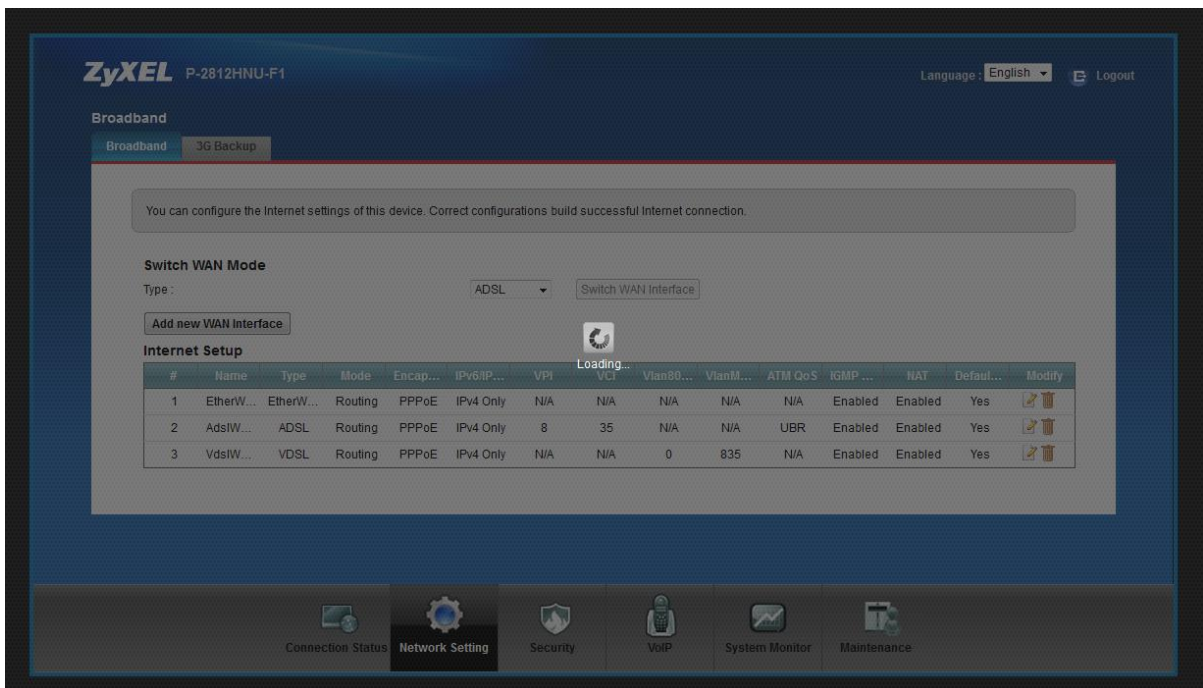 ZyXEL P-2812HNU-F1
Language : English
Logout
Broadband
Broadband 3G Backup
You can configure the Internet settings of this device. Correct configurations build successful Internet connection.
Switch WAN Mode
Type : ADSL Switch WAN Interface
Add new WAN Interface
Loading...
Internet Setup
# Name Type Mode Encap... IPv6/IP... VPI VCI Vlan80... VlanM... ATM QoS IGMP ... NAT Defaul... Modify
1 EtherW... EtherW... Routing PPPoE IPv4 Only N/A N/A N/A N/A N/A Enabled Enabled Yes
2 AdslW... ADSL Routing PPPoE IPv4 Only 8 35 N/A N/A UBR Enabled Enabled Yes
3 VdslW... VDSL Routing PPPoE IPv4 Only N/A N/A 0 835 N/A Enabled Enabled Yes
Connection Status Network Setting Security VoIP System Monitor Maintenance